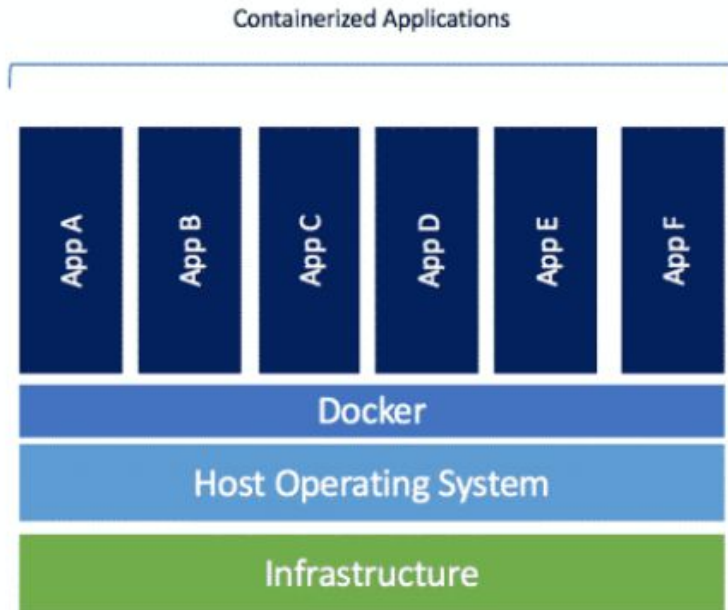 Containerized Applications
App A
App B
App C
App D
App E
App F
Docker
Host Operating System
Infrastructure